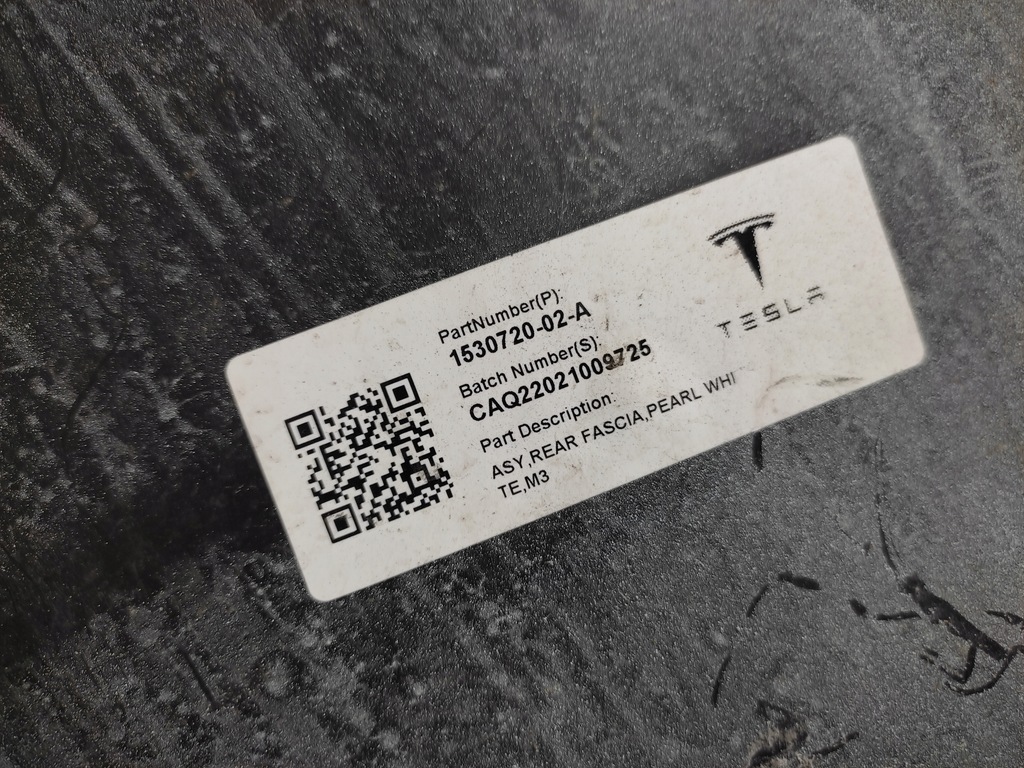 PartNumber(P):
1530720-02-A
Batch Number(S):
CAQ22021009725
Part Description:
ASY,REAR FASCIA,PEARL WHI
TE,M3
TESLA